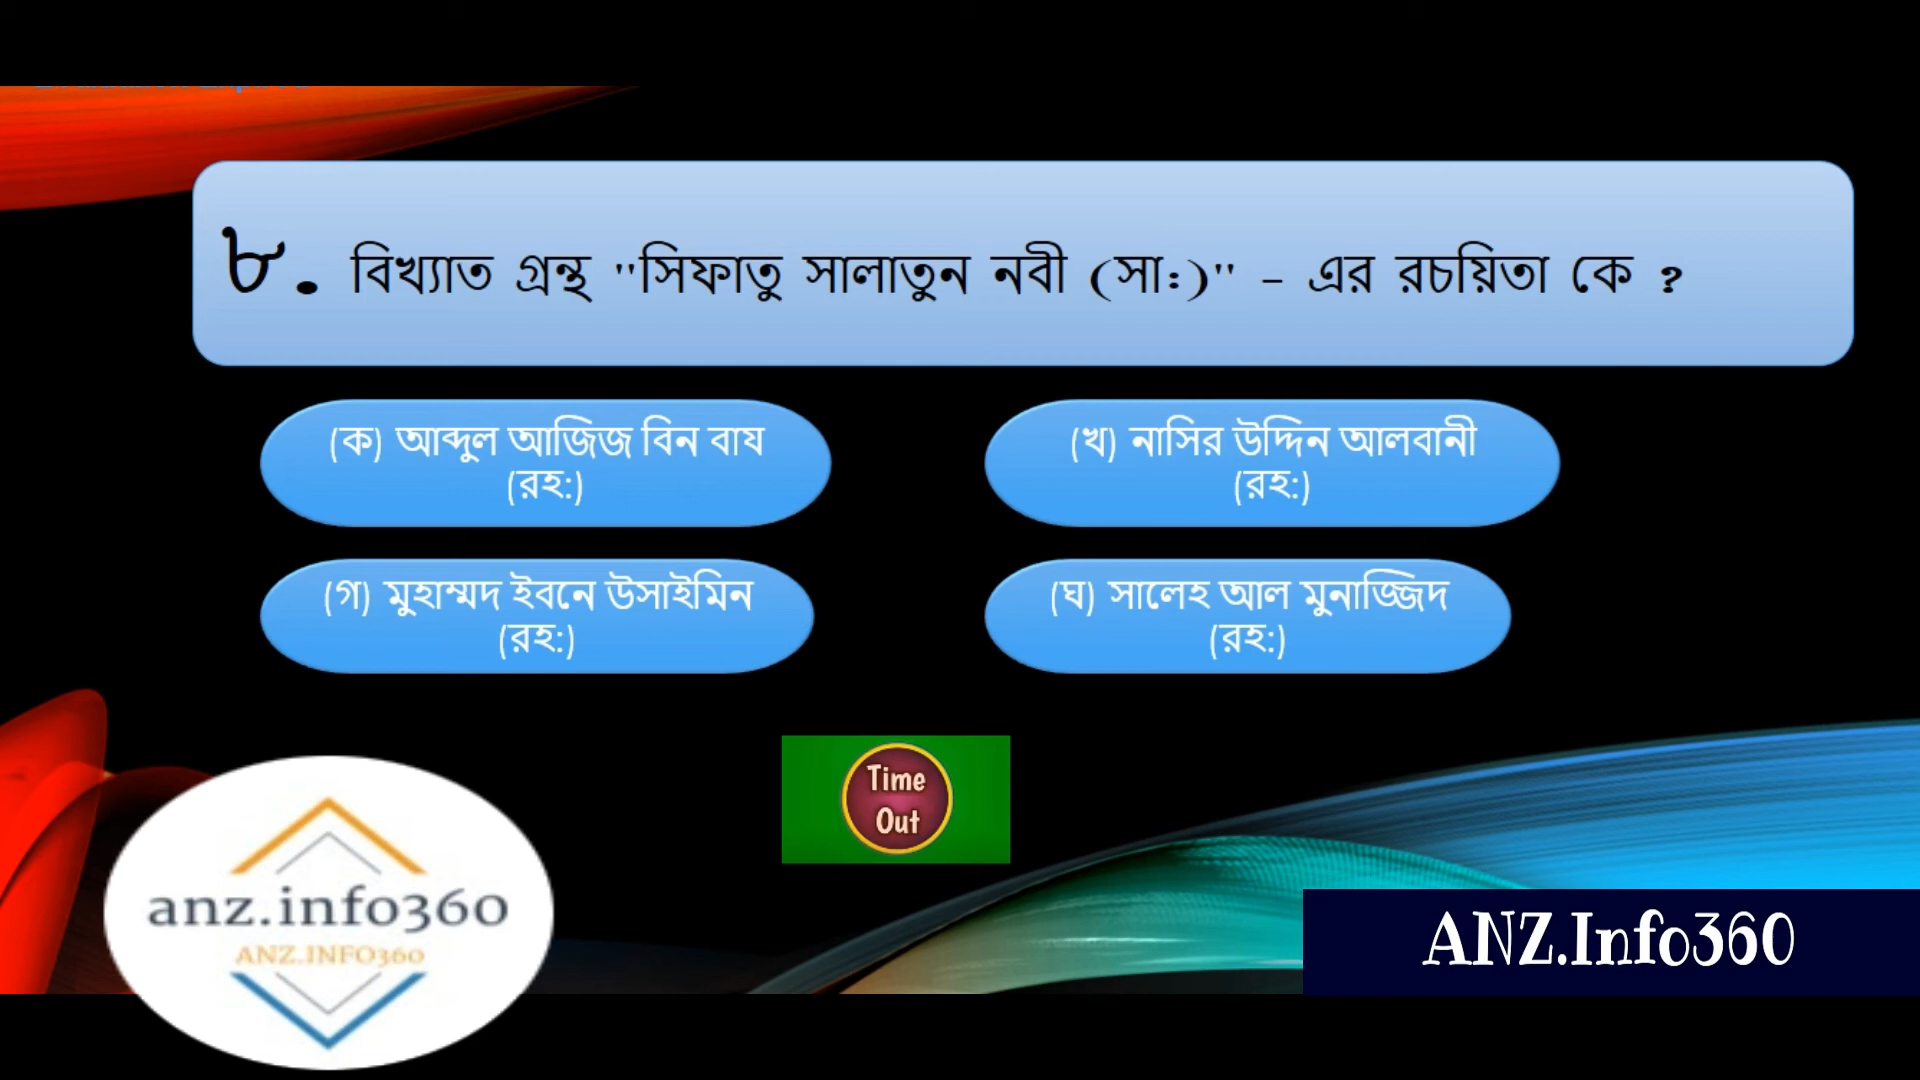 ৮. বিখ্যাত গ্রন্থ "সিফাতু সালাতুন নবী (সাঃ)" - এর রচয়িতা কে ?
(ক) আব্দুল আজিজ বিন বায
(রহ:)
(খ) নাসির উদ্দিন আলবানী
(রহ:)
(গ) মুহাম্মদ ইবনে উসাইমিন
(রহ:)
(ঘ) সালেহ আল মুনাজ্জিদ
(রহ:)
Time
Out
anz.info360
ANZ.INFO360
ANZ.Info360